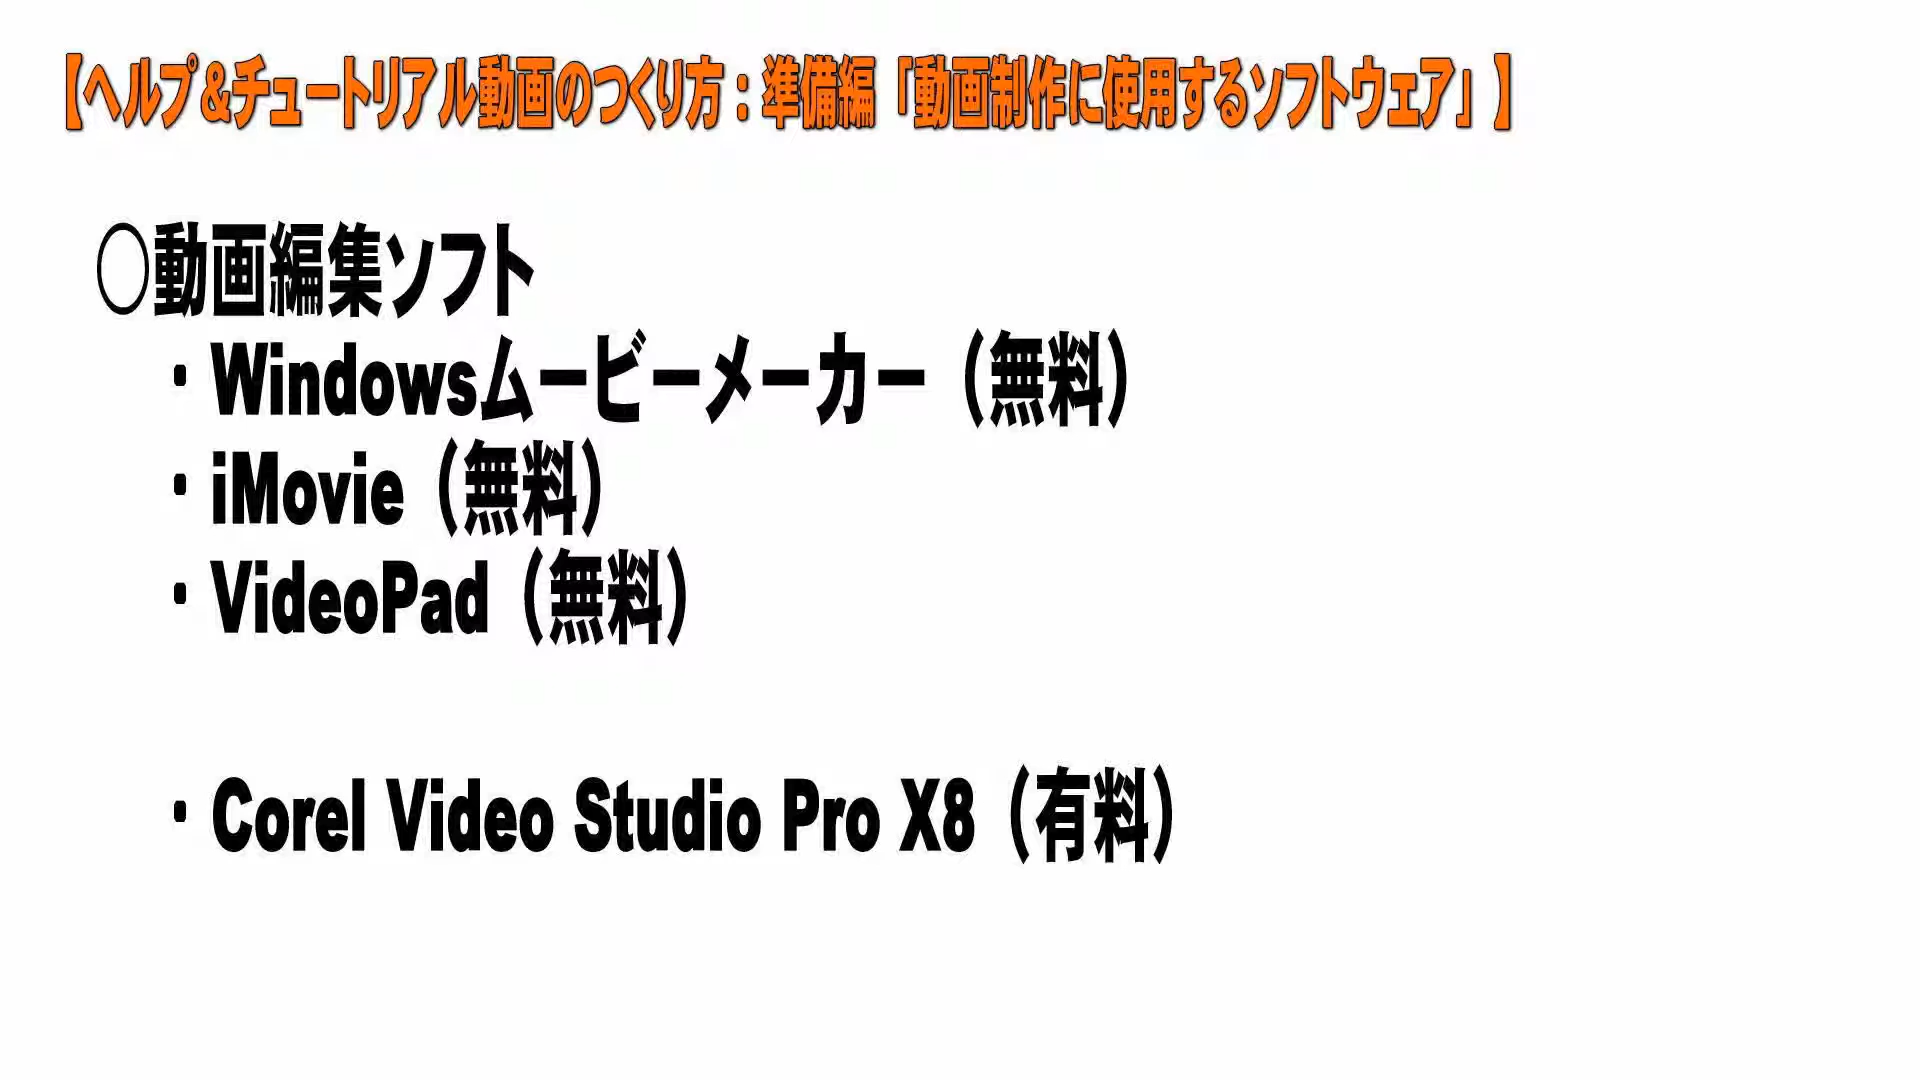 【ヘルプ&チュートリアル動画のつくり方：準備編「動画制作に使用するソフトウェア」】
○動画編集ソフト
・Windowsムービーメーカー（無料）
・iMovie（無料）
・VideoPad（無料）
・Corel Video Studio Pro X8（有料）